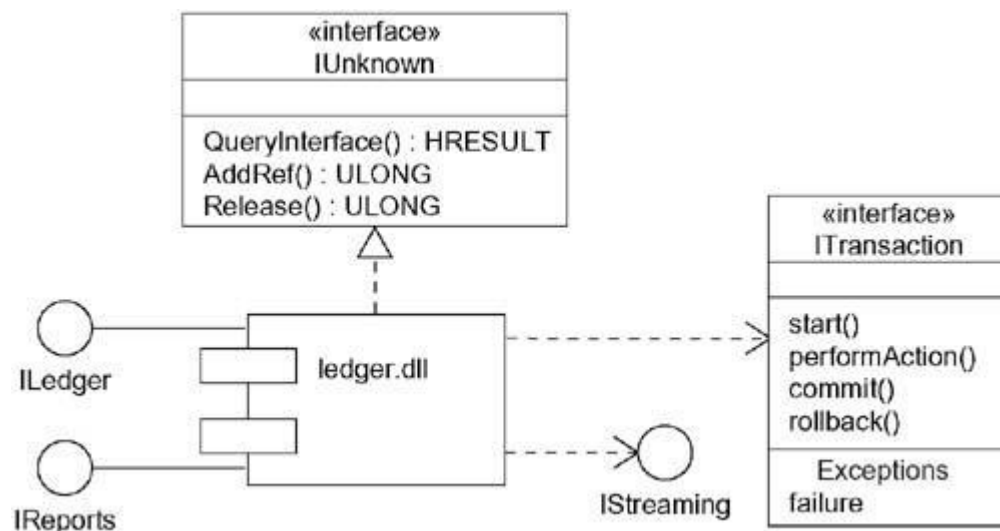 «interface»
IUnknown
QueryInterface() : HRESULT
AddRef() : ULONG
Release() : ULONG
«interface»
ITransaction
start()
performAction()
commit()
rollback()
Exceptions
failure
ILedger
ledger.dll
IReports
IStreaming